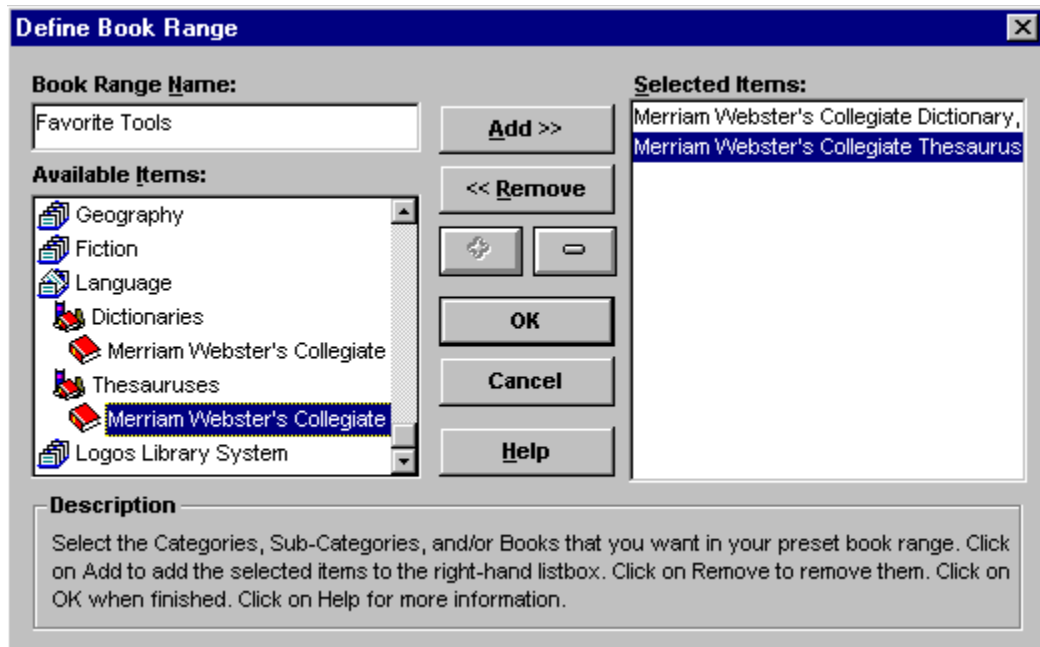 Define Book Range
Book Range Name:
Favorite Tools
Available Items:
Geography
Fiction
Language
Dictionaries
Merriam Webster's Collegiate
Thesauruses
Merriam Webster's Collegiate
Logos Library System
Add >>
<< Remove
OK
Cancel
Help
Selected Items:
Merriam Webster's Collegiate Dictionary,
Merriam Webster's Collegiate Thesaurus
Description
Select the Categories, Sub-Categories, and/or Books that you want in your preset book range. Click
on Add to add the selected items to the right-hand listbox. Click on Remove to remove them. Click on
OK when finished. Click on Help for more information.